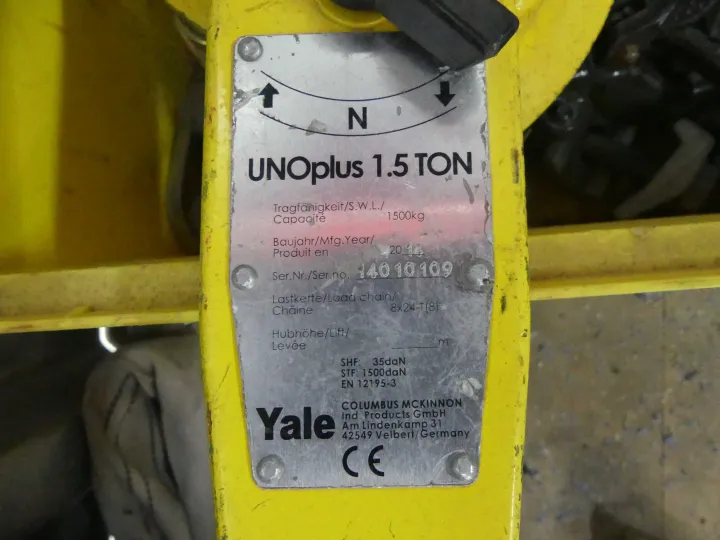 N
UNOplus 1.5 TON
Tragfähigkeit/S.W.L./
Capacité 1500kg
Baujahr/Mfg.Year/
Produit en 2014
Ser.Nr./Ser.no. 14010109
Lastkette/Load chain/
Chaîne 8x24-T(8)
Hubhöhe/Lift/
Levée ______ m
SHF: 35daN
STF: 1500daN
EN 12195-3
Yale
COLUMBUS MCKINNON
Ind. Products GmbH
Am Lindenkamp 31
42549 Velbert/Germany
CE